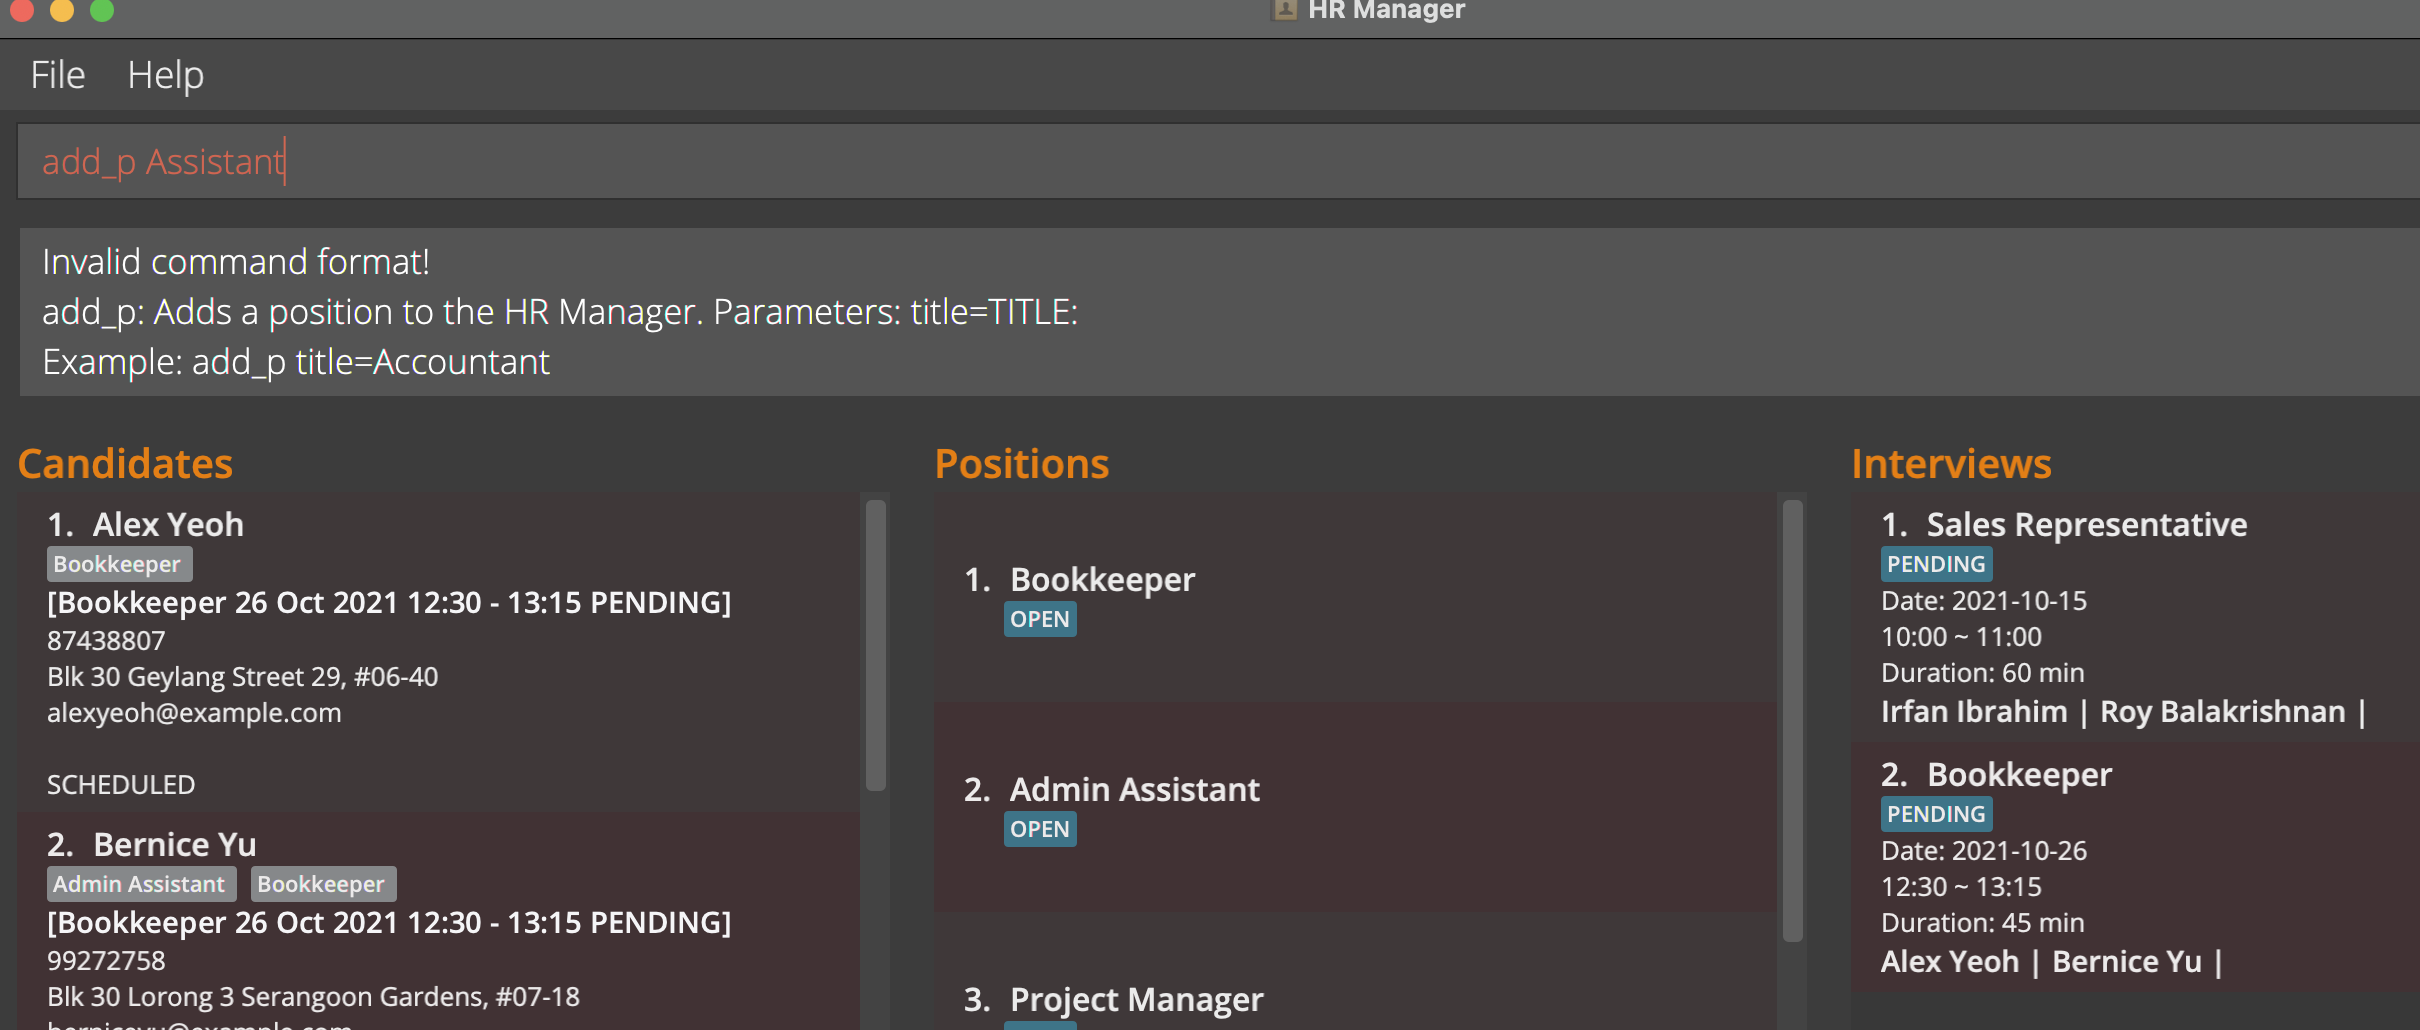 HR Manager
File Help
add_p Assistant
Invalid command format!
add_p: Adds a position to the HR Manager. Parameters: title=TITLE:
Example: add_p title=Accountant
Candidates
1. Alex Yeoh
Bookkeeper
[Bookkeeper 26 Oct 2021 12:30 - 13:15 PENDING]
87438807
Blk 30 Geylang Street 29, #06-40
alexyeoh@example.com
SCHEDULED
2. Bernice Yu
Admin Assistant Bookkeeper
[Bookkeeper 26 Oct 2021 12:30 - 13:15 PENDING]
99272758
Blk 30 Lorong 3 Serangoon Gardens, #07-18
Positions
1. Bookkeeper
OPEN
2. Admin Assistant
OPEN
3. Project Manager
Interviews
1. Sales Representative
PENDING
Date: 2021-10-15
10:00 ~ 11:00
Duration: 60 min
Irfan Ibrahim | Roy Balakrishnan |
2. Bookkeeper
PENDING
Date: 2021-10-26
12:30 ~ 13:15
Duration: 45 min
Alex Yeoh | Bernice Yu |